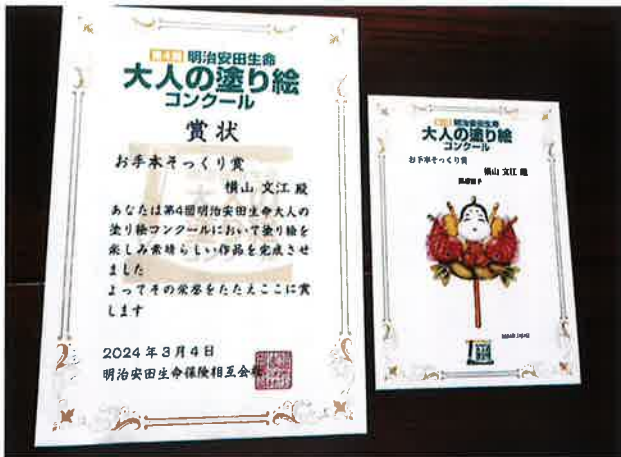 第4回 明治安田生命
大人の塗り絵
コンクール
賞状
お手本そっくり賞
横山 文江 殿
あなたは第4回明治安田生命大人の
塗り絵コンクールにおいて塗り絵を
楽しみ素晴らしい作品を完成させ
ました
よってその栄誉をたたえここに賞
します
2024年3月4日
明治安田生命保険相互会社
明治安田生命
大人の塗り絵
コンクール
お手本そっくり賞
横山 文江 殿